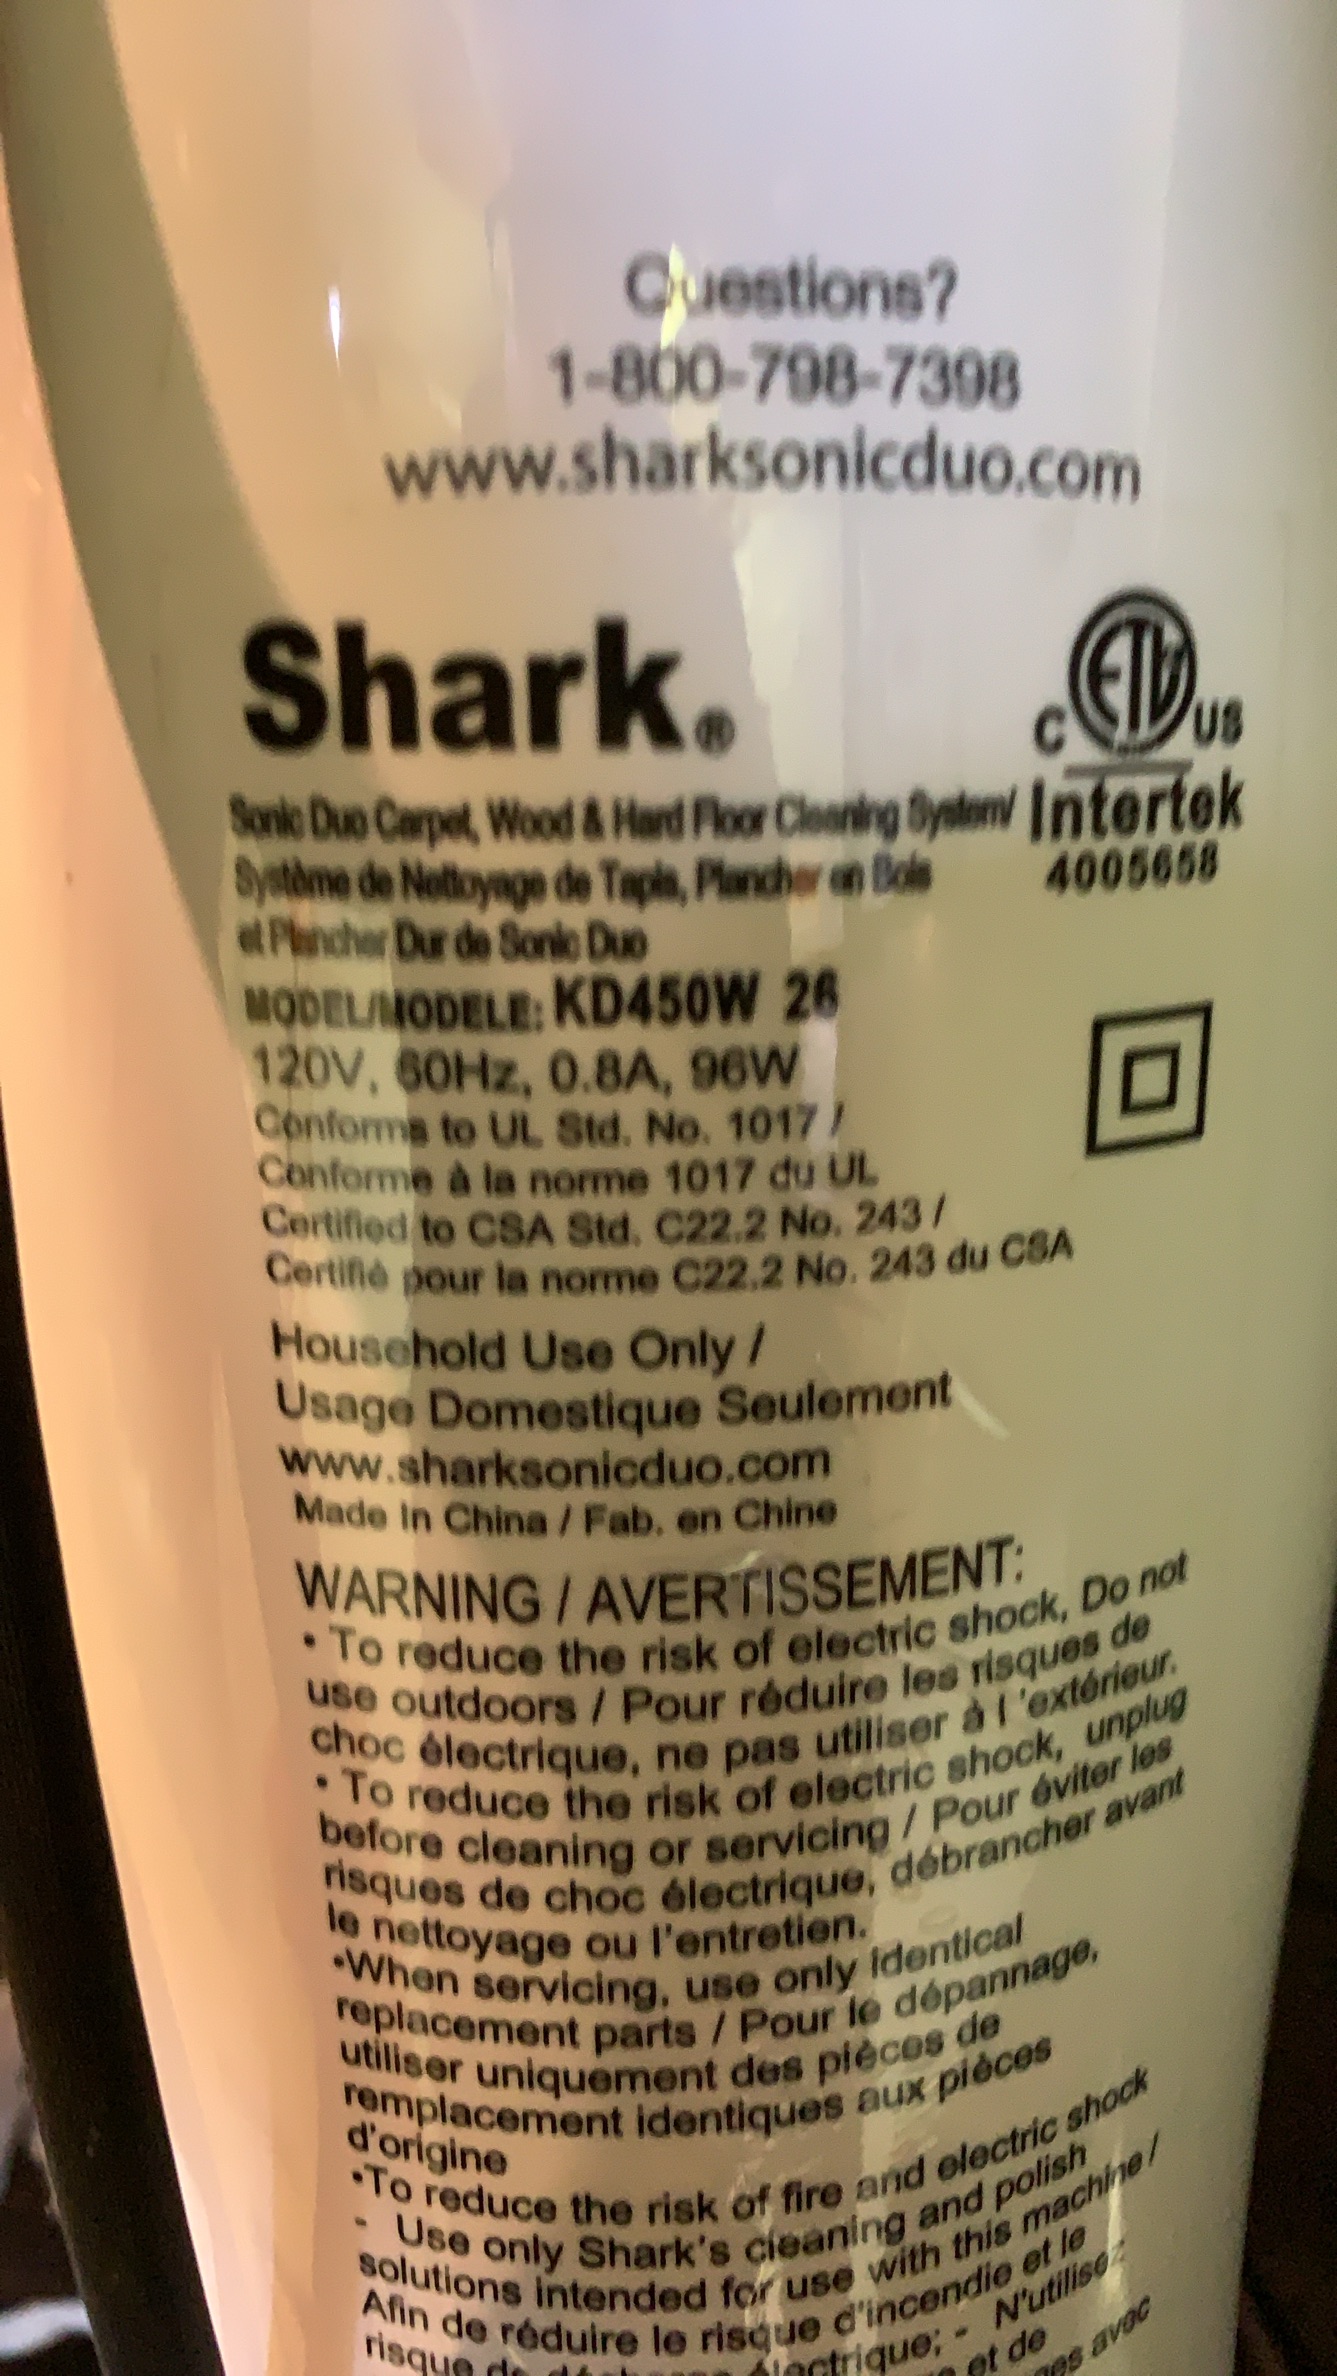 Questions?
1-800-798-7398
www.sharksonicduo.com
Shark®
C ETL US
Intertek
4005658
Sonic Duo Carpet, Wood & Hard Floor Cleaning System/
Système de Nettoyage de Tapis, Plancher en Bois
et Plancher Dur de Sonic Duo
MODEL/MODELE: KD450W 26
120V, 60Hz, 0.8A, 96W
Conforms to UL Std. No. 1017 /
Conforme à la norme 1017 du UL
Certified to CSA Std. C22.2 No. 243 /
Certifié pour la norme C22.2 No. 243 du CSA
Household Use Only /
Usage Domestique Seulement
www.sharksonicduo.com
Made In China / Fab. en Chine
WARNING / AVERTISSEMENT:
• To reduce the risk of electric shock, Do not
use outdoors / Pour réduire les risques de
choc électrique, ne pas utiliser à l 'extérieur.
• To reduce the risk of electric shock, unplug
before cleaning or servicing / Pour éviter les
risques de choc électrique, débrancher avant
le nettoyage ou l'entretien.
•When servicing, use only identical
replacement parts / Pour le dépannage,
utiliser uniquement des pièces de
remplacement identiques aux pièces
d'origine
•To reduce the risk of fire and electric shock
- Use only Shark's cleaning and polish
solutions intended for use with this machine /
Afin de réduire le risque d'incendie et le
risque de électrique; - N'utilisez
et de
avec